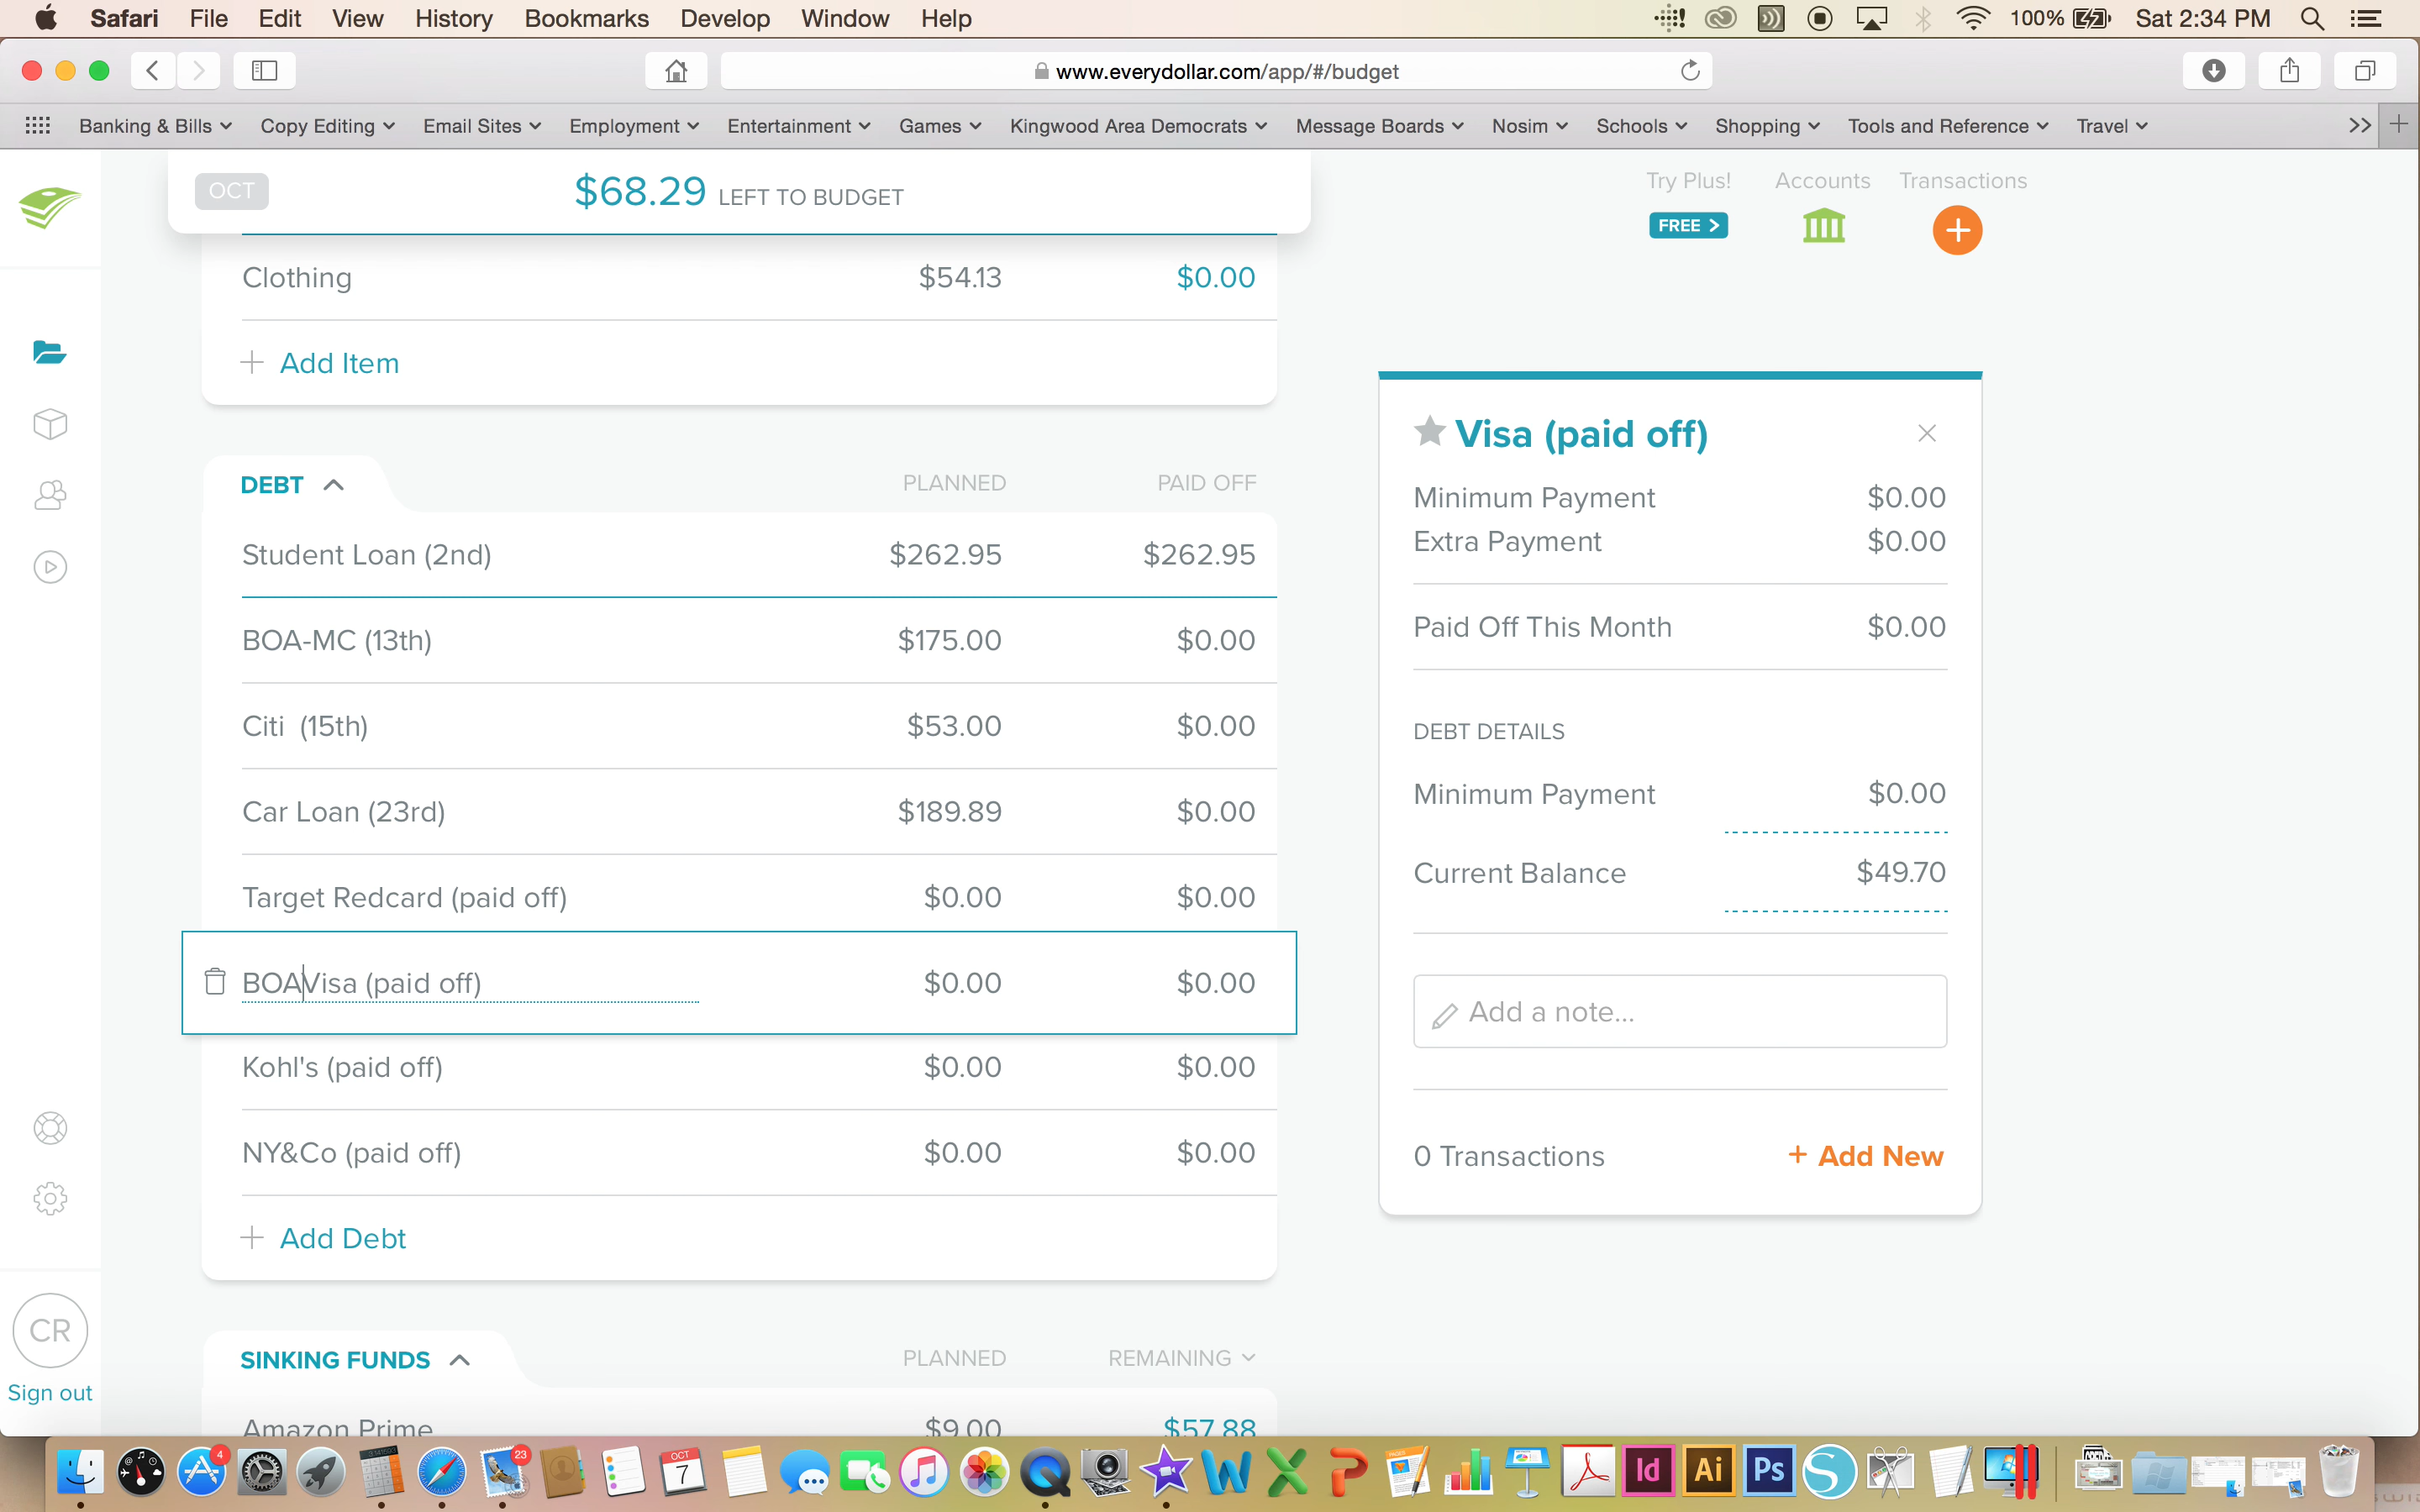 Safari File Edit View History Bookmarks Develop Window Help 100% Sat 2:34 PM
www.everydollar.com/app/#/budget
Banking & Bills Copy Editing Email Sites Employment Entertainment Games Kingwood Area Democrats Message Boards Nosim Schools Shopping Tools and Reference Travel >> +
OCT $68.29 LEFT TO BUDGET
Try Plus! Accounts Transactions
FREE >
Clothing $54.13 $0.00
+ Add Item
DEBT PLANNED PAID OFF
Student Loan (2nd) $262.95 $262.95
BOA-MC (13th) $175.00 $0.00
Citi (15th) $53.00 $0.00
Car Loan (23rd) $189.89 $0.00
Target Redcard (paid off) $0.00 $0.00
BOAVisa (paid off) $0.00 $0.00
Kohl's (paid off) $0.00 $0.00
NY&Co (paid off) $0.00 $0.00
+ Add Debt
SINKING FUNDS PLANNED REMAINING
Amazon Prime $9.00 $57.88
Visa (paid off)
Minimum Payment $0.00
Extra Payment $0.00
Paid Off This Month $0.00
DEBT DETAILS
Minimum Payment $0.00
Current Balance $49.70
Add a note...
0 Transactions + Add New
CR
Sign out
4
23
OCT
7
Id
Ai
Ps